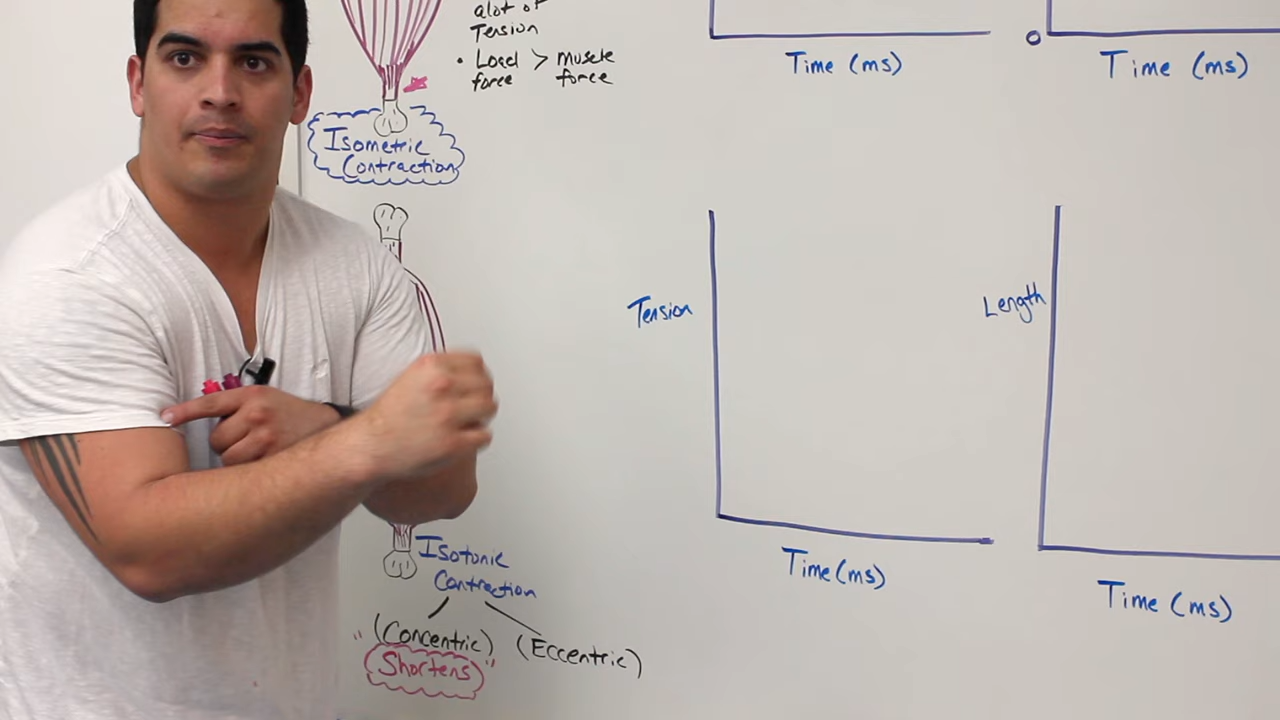 alot of
Tension
• Load > muscle
force force
Isometric
Contraction
Time (ms)
Time (ms)
Tension
Time (ms)
Length
Time (ms)
Isotonic
Contraction
(Concentric) (Eccentric)
"Shortens"